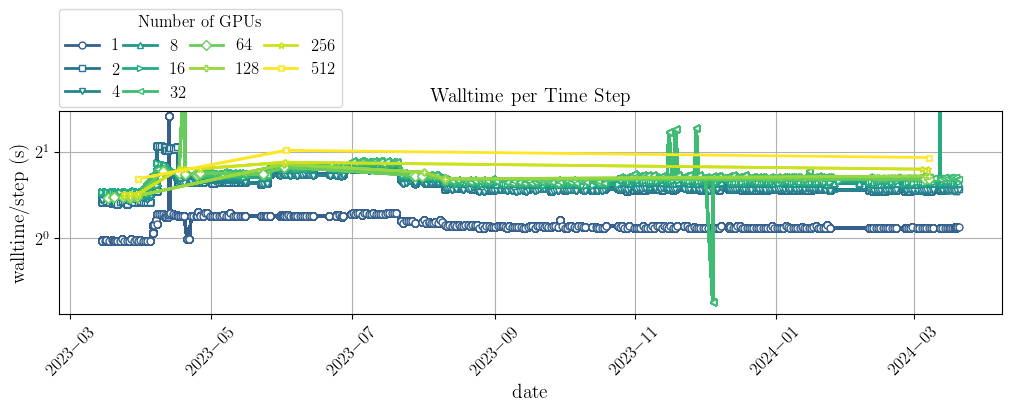 Number of GPUs
1 8 64 256
2 16 128 512
4 32
Walltime per Time Step
walltime/step (s)
2¹
2⁰
2023−03 2023−05 2023−07 2023−09 2023−11 2024−01 2024−03
date